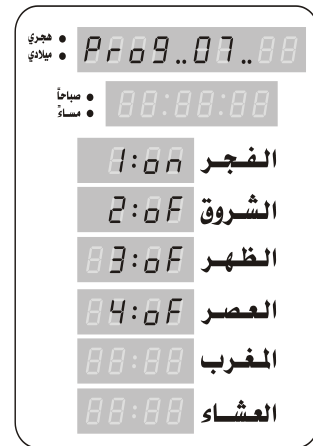 هجري
ميلادي
Pro9..07..
صباحاً
مساءً
الفجر 1:on
الشروق 2:oF
الظهر 3:oF
العصر 4:oF
المغرب
العشاء